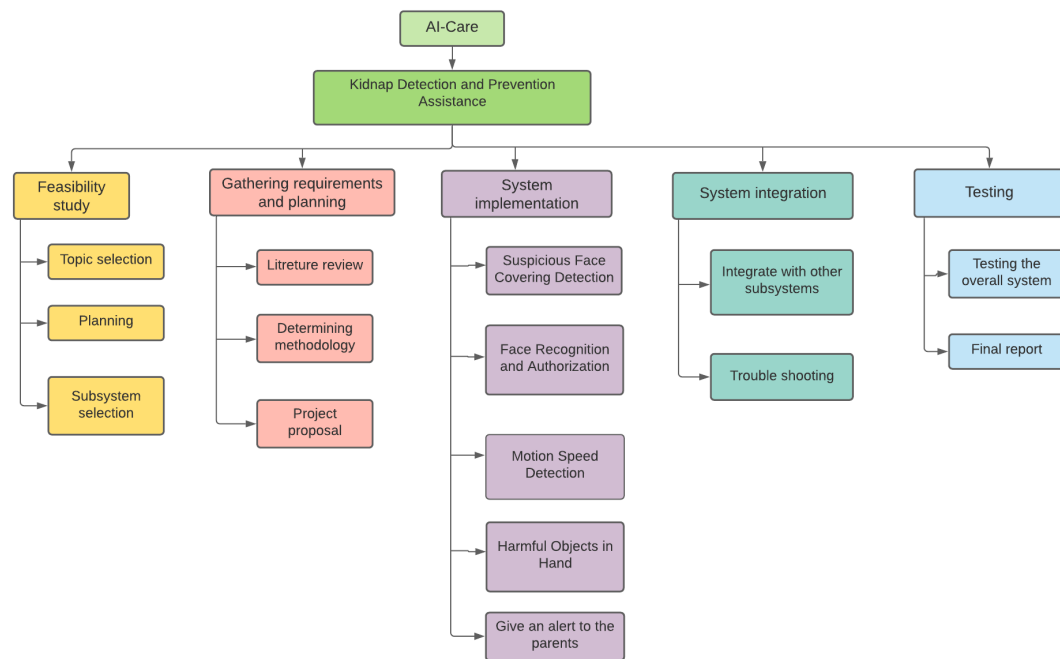 AI-Care
Kidnap Detection and Prevention
Assistance
Feasibility
study
Topic selection
Planning
Subsystem
selection
Gathering requirements
and planning
Litreture review
Determining
methodology
Project
proposal
System
implementation
Suspicious Face
Covering Detection
Face Recognition
and Authorization
Motion Speed
Detection
Harmful Objects in
Hand
Give an alert to the
parents
System integration
Integrate with other
subsystems
Trouble shooting
Testing
Testing the
overall system
Final report